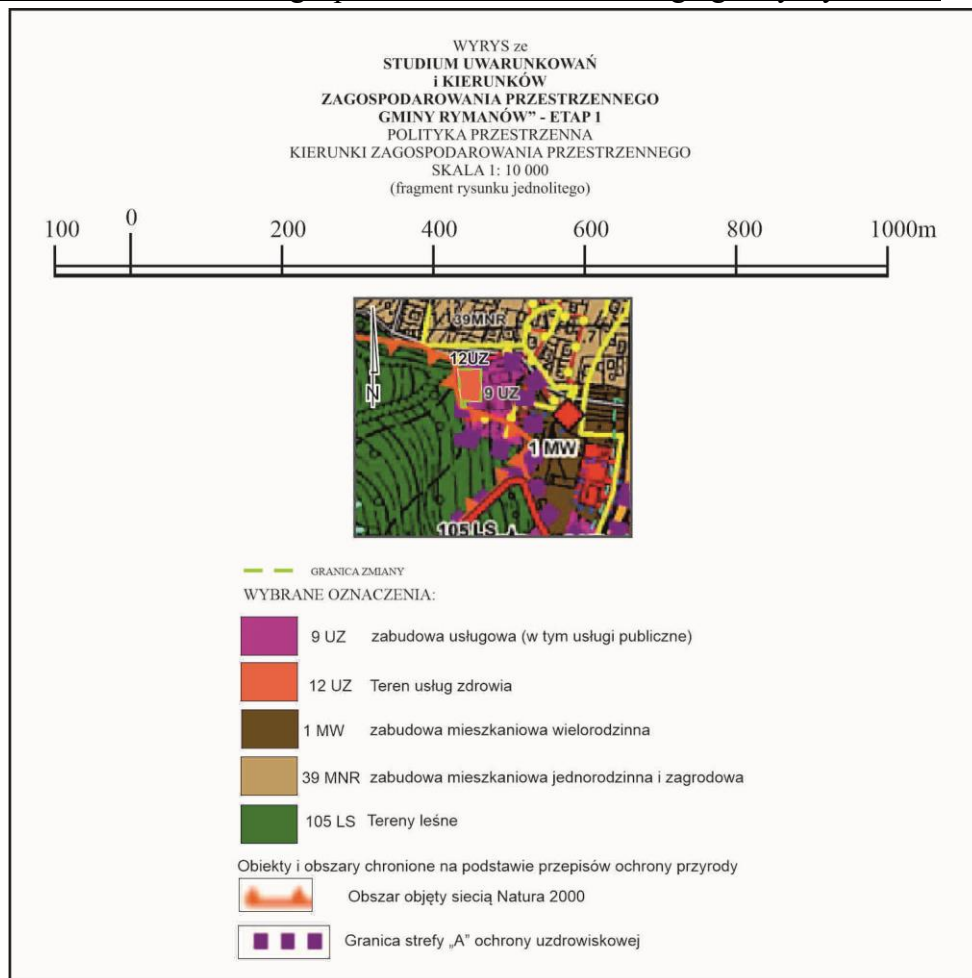 WYRYS ze
STUDIUM UWARUNKOWAŃ
i KIERUNKÓW
ZAGOSPODAROWANIA PRZESTRZENNEGO
GMINY RYMANÓW" - ETAP 1
POLITYKA PRZESTRZENNA
KIERUNKI ZAGOSPODAROWANIA PRZESTRZENNEGO
SKALA 1: 10 000
(fragment rysunku jednolitego)
100 0 200 400 600 800 1000m
39MNR
12UZ
N
9 UZ
1 MW
105 LS
GRANICA ZMIANY
WYBRANE OZNACZENIA:
9 UZ zabudowa usługowa (w tym usługi publiczne)
12 UZ Teren usług zdrowia
1 MW zabudowa mieszkaniowa wielorodzinna
39 MNR zabudowa mieszkaniowa jednorodzinna i zagrodowa
105 LS Tereny leśne
Obiekty i obszary chronione na podstawie przepisów ochrony przyrody
Obszar objęty siecią Natura 2000
Granica strefy „A" ochrony uzdrowiskowej